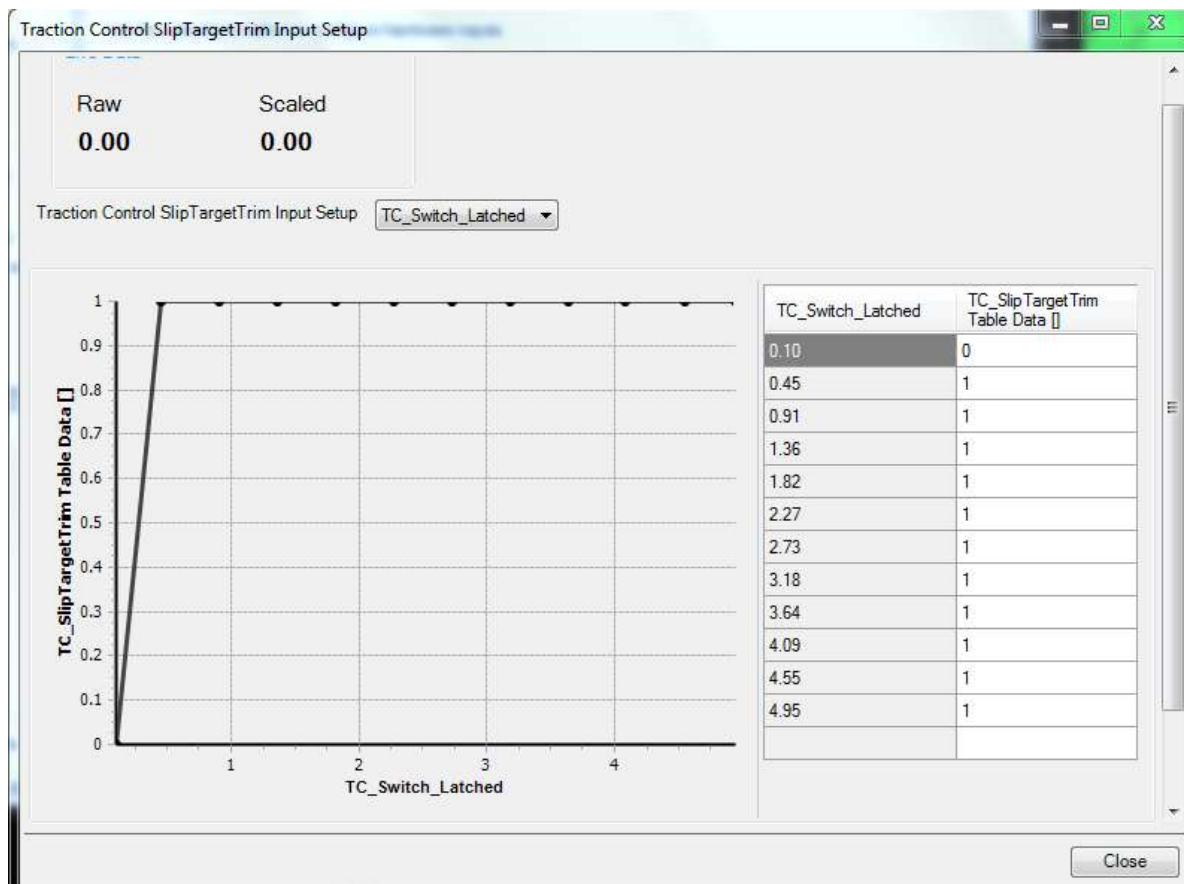 Traction Control SlipTargetTrim Input Setup
Raw Scaled
0.00 0.00
Traction Control SlipTargetTrim Input Setup TC_Switch_Latched
TC_SlipTargetTrim Table Data []
1
0.9
0.8
0.7
0.6
0.5
0.4
0.3
0.2
0.1
0
1 2 3 4
TC_Switch_Latched
TC_Switch_Latched TC_SlipTargetTrim
Table Data []
0.10 0
0.45 1
0.91 1
1.36 1
1.82 1
2.27 1
2.73 1
3.18 1
3.64 1
4.09 1
4.55 1
4.95 1
Close